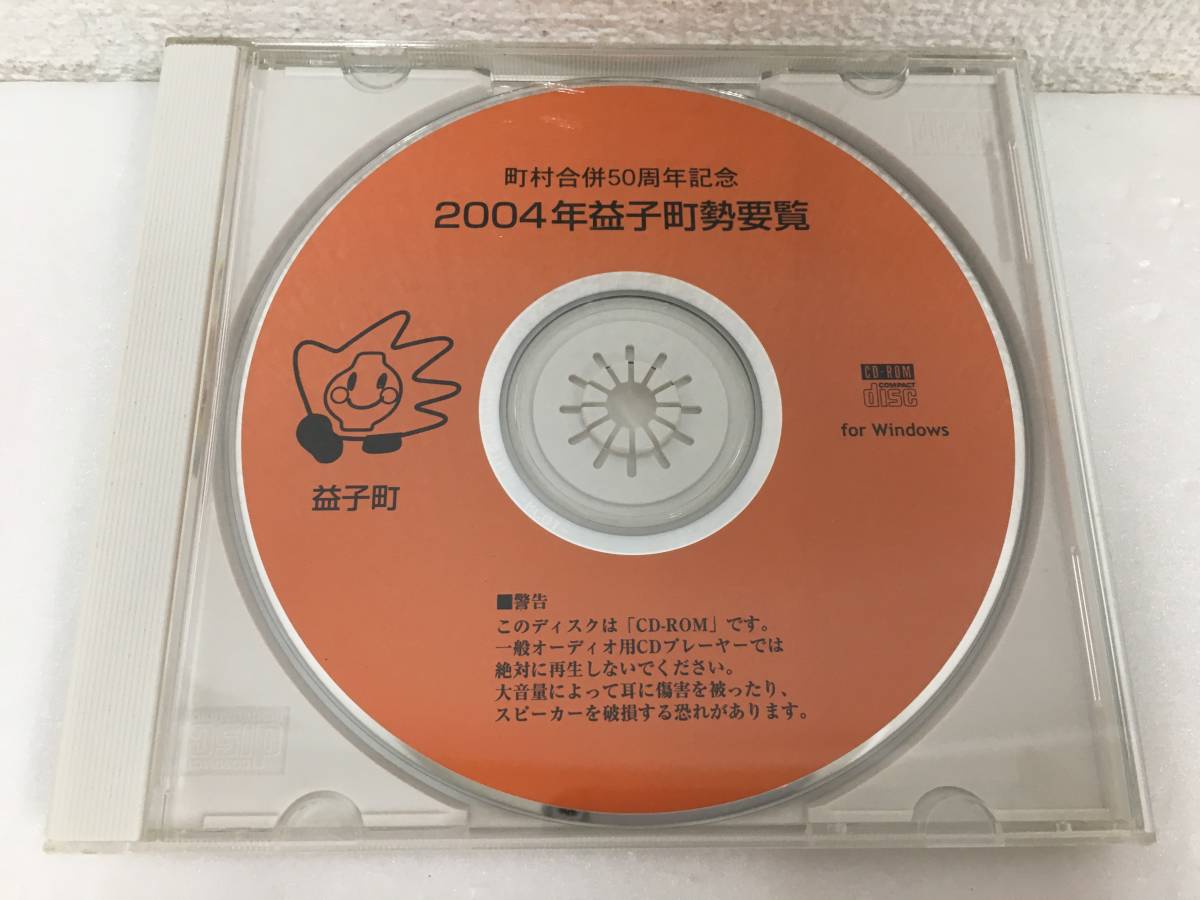 町村合併50周年記念
2004年益子町勢要覧
益子町
CD-ROM
COMPACT
disc
for Windows
■警告
このディスクは「CD-ROM」です。
一般オーディオ用CDプレーヤーでは
絶対に再生しないでください。
大音量によって耳に傷害を被ったり、
スピーカーを破損する恐れがあります。